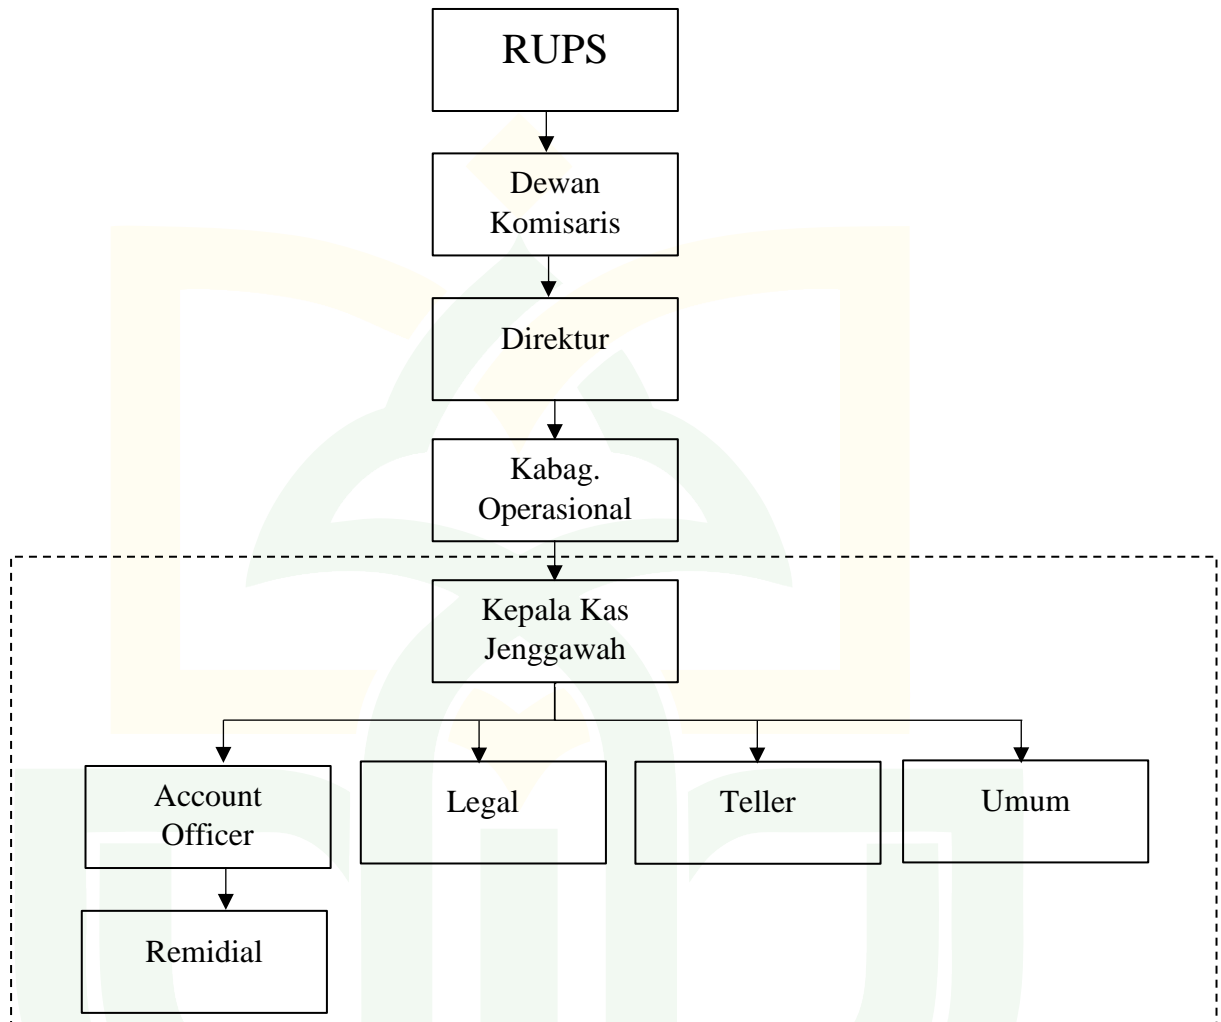 RUPS
Dewan
Komisaris
Direktur
Kabag.
Operasional
Kepala Kas
Jenggawah
Account
Officer
Legal
Teller
Umum
Remidial